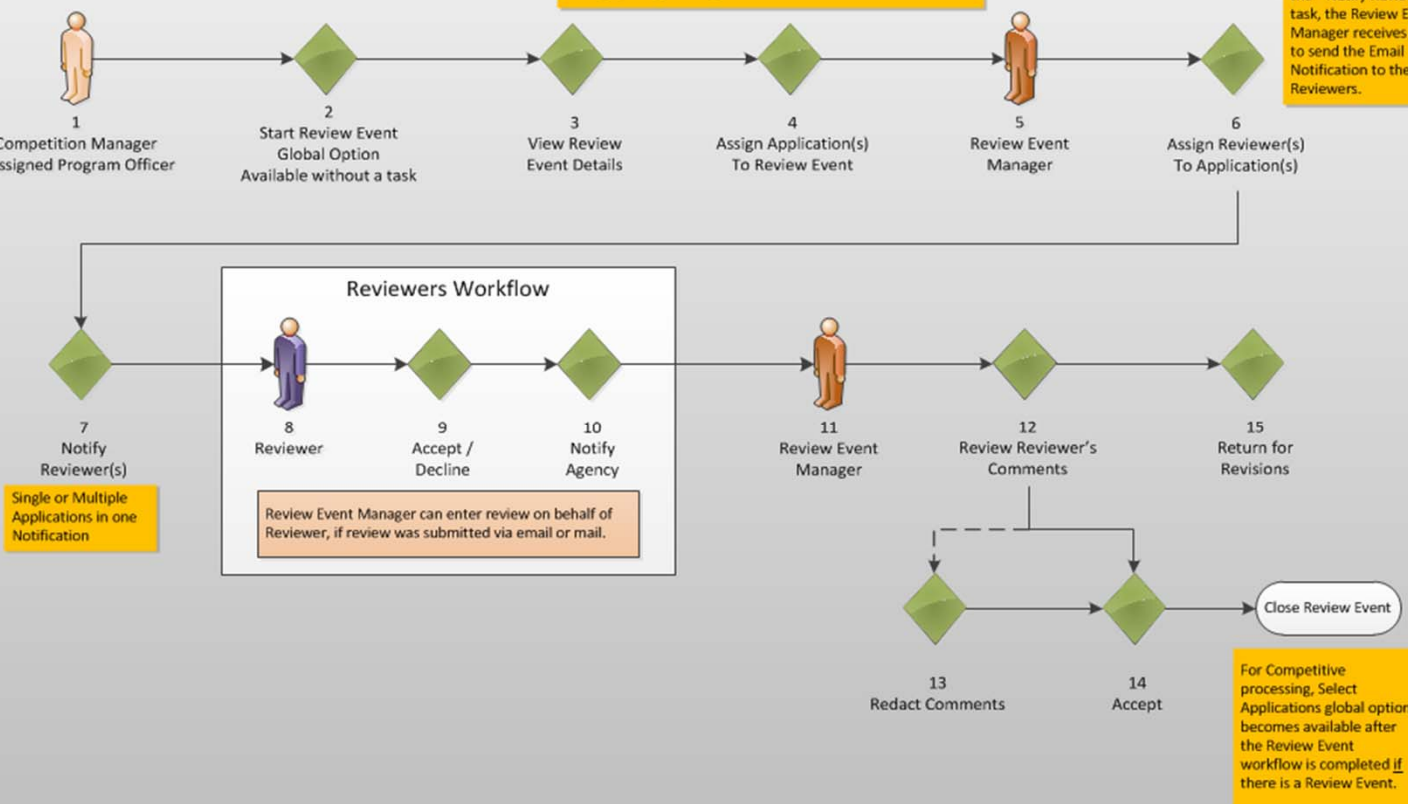 task, the Review E
Manager receives
to send the Email
Notification to the
Reviewers.
1
Competition Manager
ssigned Program Officer
2
Start Review Event
Global Option
Available without a task
3
View Review
Event Details
4
Assign Application(s)
To Review Event
5
Review Event
Manager
6
Assign Reviewer(s)
To Application(s)
Reviewers Workflow
7
Notify
Reviewer(s)
8
Reviewer
9
Accept /
Decline
10
Notify
Agency
11
Review Event
Manager
12
Review Reviewer's
Comments
15
Return for
Revisions
Single or Multiple
Applications in one
Notification
Review Event Manager can enter review on behalf of
Reviewer, if review was submitted via email or mail.
Close Review Event
13
Redact Comments
14
Accept
For Competitive
processing, Select
Applications global option
becomes available after
the Review Event
workflow is completed if
there is a Review Event.